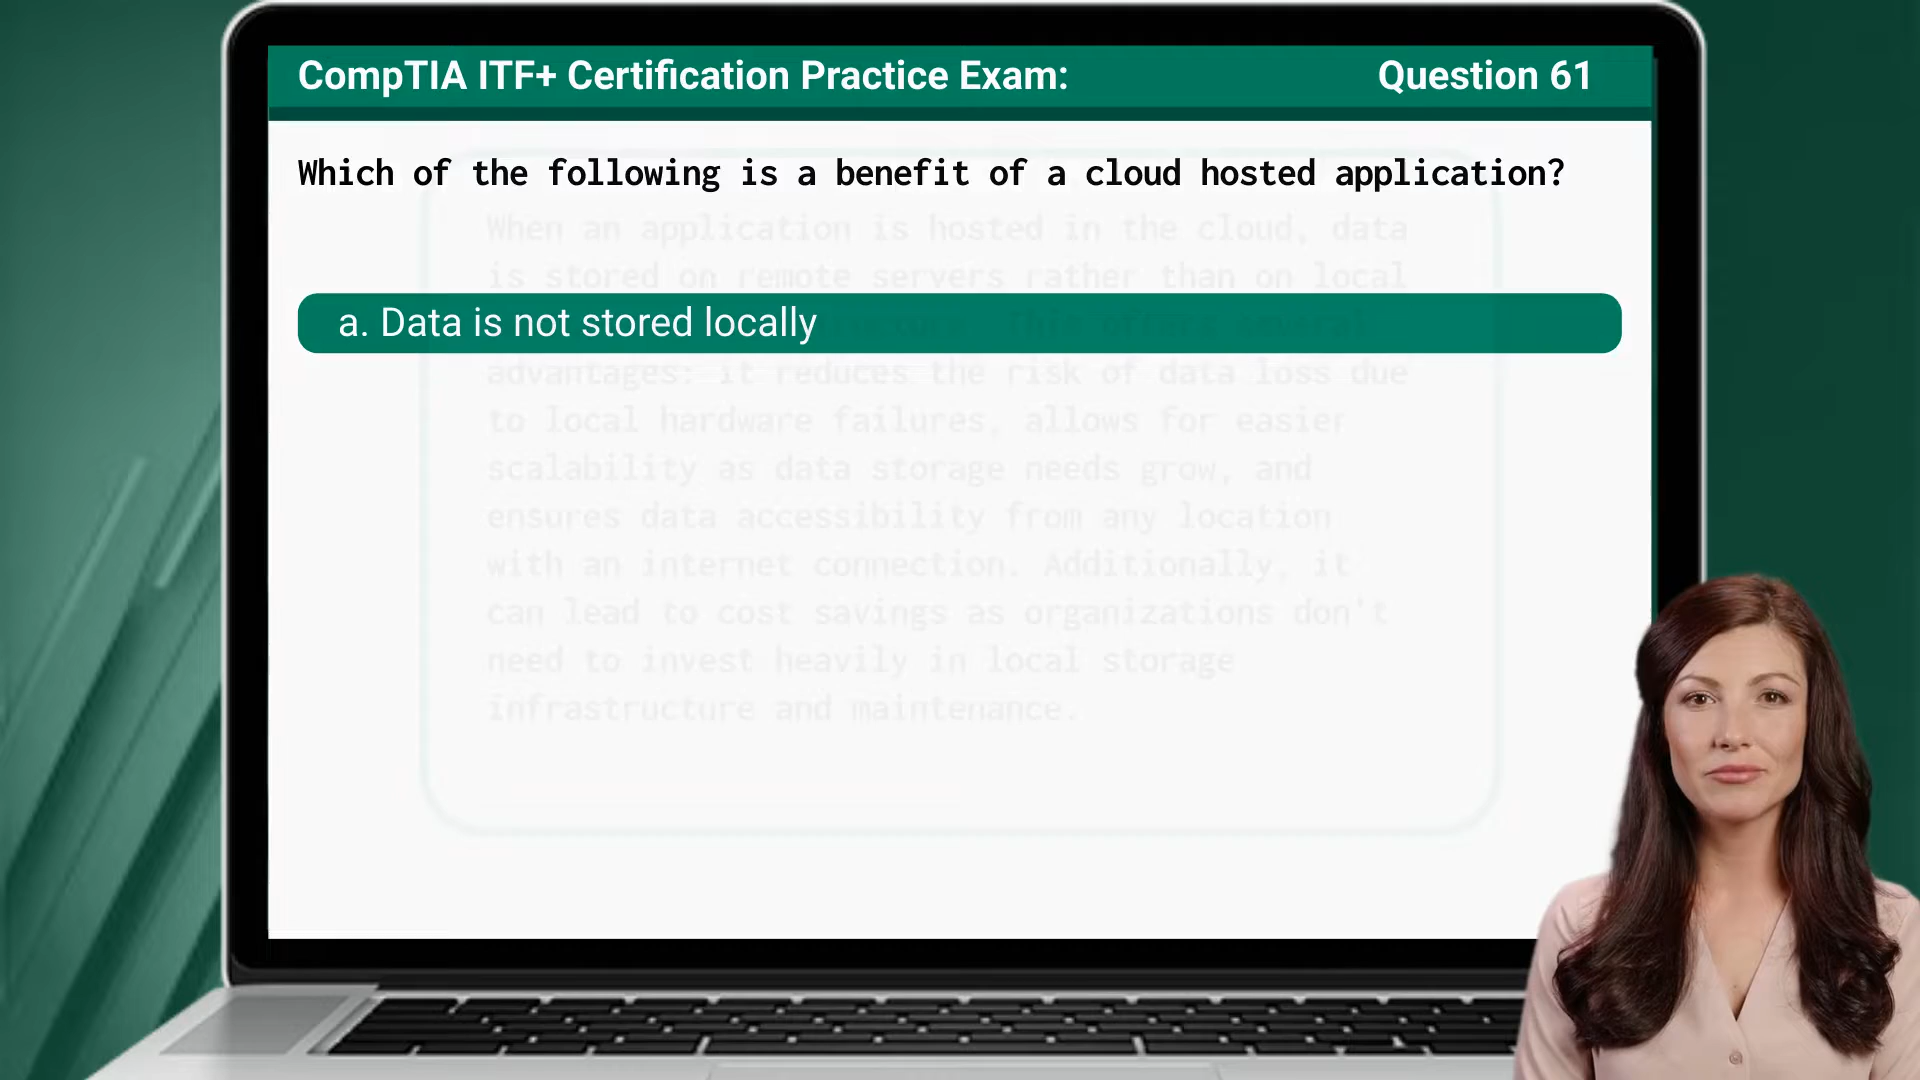 CompTIA ITF+ Certification Practice Exam:
Question 61
Which of the following is a benefit of a cloud hosted application?
When an application is hosted in the cloud, data
is stored on remote servers rather than on local
a. Data is not stored locally
This offers several
advantages: it reduces the risk of data loss due
to local hardware failures, allows for easier
scalability as data storage needs grow, and
ensures data accessibility from any location
with an internet connection. Additionally, it
can lead to cost savings as organizations don't
need to invest heavily in local storage
infrastructure and maintenance.